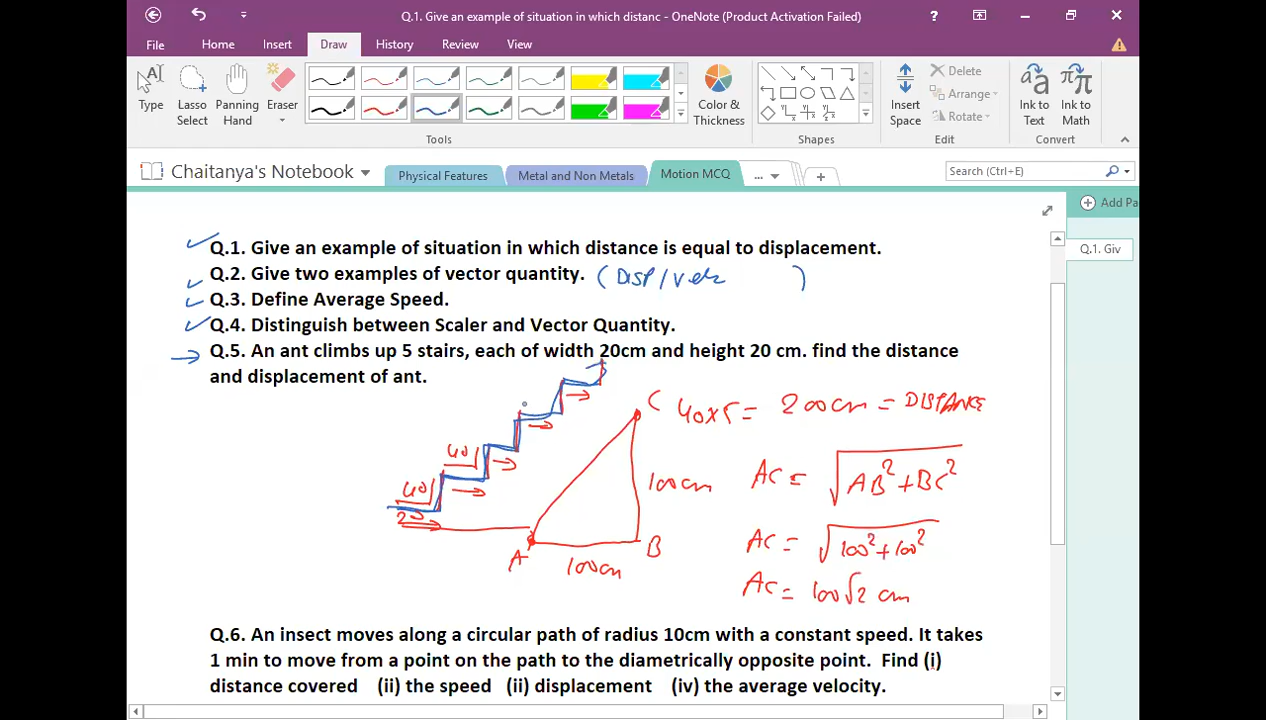 Q.1. Give an example of situation in which distanc - OneNote (Product Activation Failed)
File Home Insert Draw History Review View
Type
Lasso Select
Panning Hand
Eraser
Color & Thickness
Insert Space
Delete
Arrange
Rotate
Ink to Text
Ink to Math
Tools
Shapes
Edit
Convert
Chaitanya's Notebook
Physical Features
Metal and Non Metals
Motion MCQ
...
Search (Ctrl+E)
Add Pa
Q.1. Giv
Q.1. Give an example of situation in which distance is equal to displacement.
Q.2. Give two examples of vector quantity. (Disp/Velo )
Q.3. Define Average Speed.
Q.4. Distinguish between Scaler and Vector Quantity.
Q.5. An ant climbs up 5 stairs, each of width 20cm and height 20 cm. find the distance
and displacement of ant.
C 40x5 = 200cm = DISTANCE
40
40
20
100cm
AC = √AB²+BC²
A B
100cm
AC = √100²+100²
AC = 100√2 cm
Q.6. An insect moves along a circular path of radius 10cm with a constant speed. It takes
1 min to move from a point on the path to the diametrically opposite point. Find (i)
distance covered (ii) the speed (ii) displacement (iv) the average velocity.